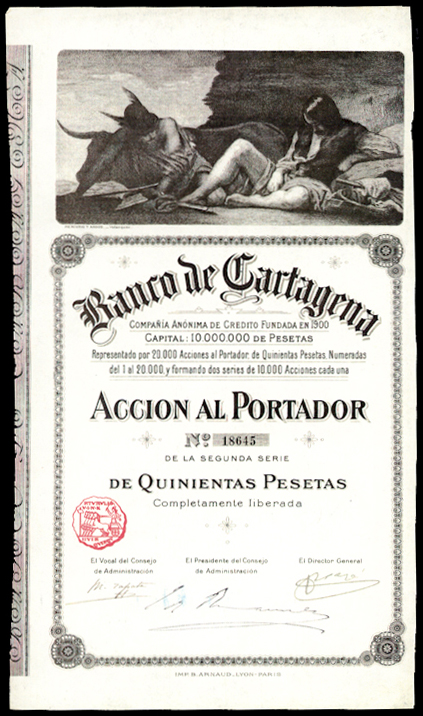 Banco de Cartagena
COMPAÑÍA ANÓNIMA DE CRÉDITO FUNDADA EN 1900
CAPITAL: 10.000.000 DE PESETAS
Representado por 20.000 Acciones al Portador, de Quinientas Pesetas, Numeradas
del 1 al 20.000, y formando dos series de 10.000 Acciones cada una
ACCION AL PORTADOR
Nº 18645
DE LA SEGUNDA SERIE
DE QUINIENTAS PESETAS
Completamente liberada
El Vocal del Consejo
de Administración
El Presidente del Consejo
de Administración
El Director General
IMP. B. ARNAUD, LYON-PARIS